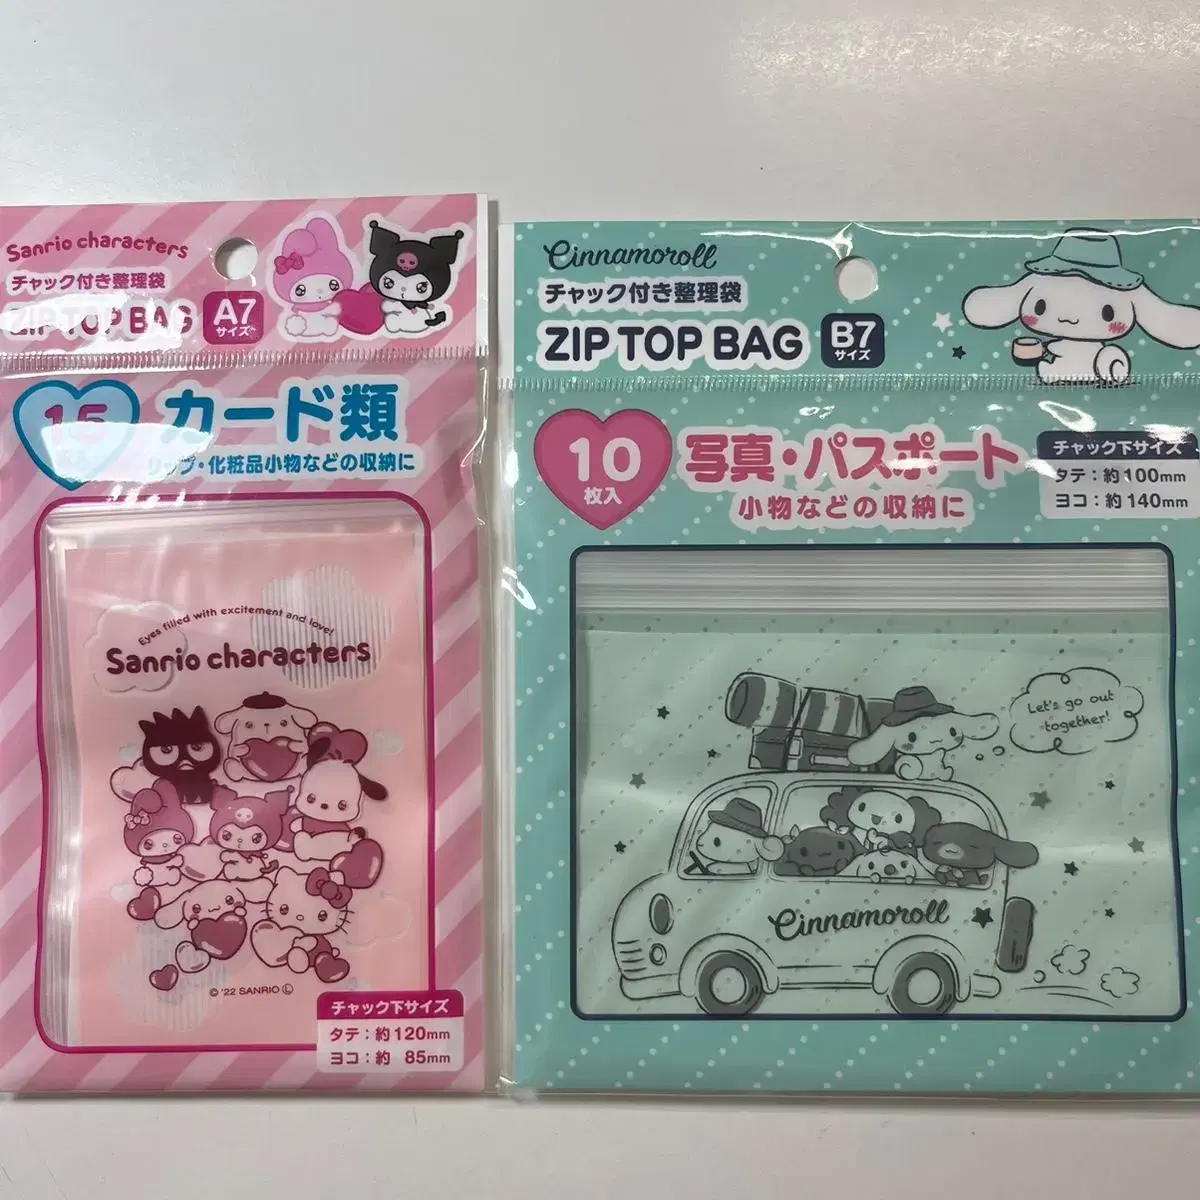 Sanrio characters
チャック付き整理袋
ZIP TOP BAG
A7
サイズ
15
カード類
リップ・化粧品小物などの収納に
Eyes filled with excitement and love!
Sanrio characters
© '22 SANRIO Ⓛ
チャック下サイズ
タテ：約120mm
ヨコ：約 85mm
Cinnamoroll
チャック付き整理袋
ZIP TOP BAG
B7
サイズ
10
枚入
写真・パスポート
小物などの収納に
チャック下サイズ
タテ：約100mm
ヨコ：約140mm
Let's go out
together!
Cinnamoroll